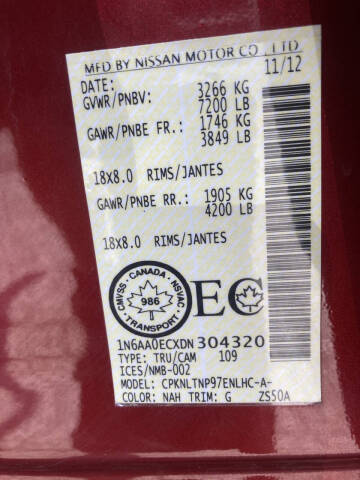 MFD BY NISSAN MOTOR CO., LTD
DATE: 11/12
GVWR/PNBV: 3266 KG
7200 LB
GAWR/PNBE FR.: 1746 KG
3849 LB
18x8.0 RIMS/JANTES
GAWR/PNBE RR.: 1905 KG
4200 LB
18x8.0 RIMS/JANTES
CANADA
CMVSS NSVAC
986
TRANSPORT
EC
1N6AA0ECXDN304320
TYPE: TRU/CAM 109
ICES/NMB-002
MODEL: CPKNLTNP97ENLHC-A-
COLOR: NAH TRIM: G ZS50A